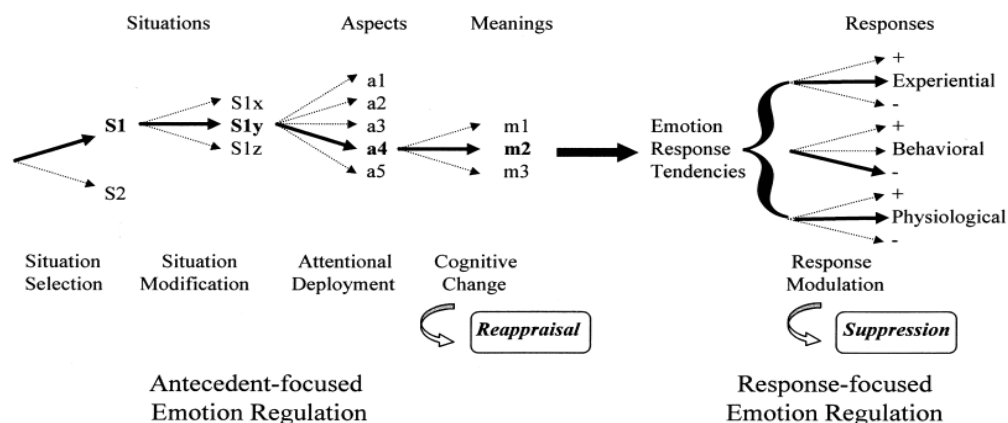 Situations Aspects Meanings Responses
a1
a2
a3
a4
a5
S1x
S1y
S1z
S1
S2
m1
m2
m3
Emotion
Response
Tendencies
+
Experiential
-
+
Behavioral
-
+
Physiological
-
Situation
Selection
Situation
Modification
Attentional
Deployment
Cognitive
Change
Reappraisal
Response
Modulation
Suppression
Antecedent-focused
Emotion Regulation
Response-focused
Emotion Regulation